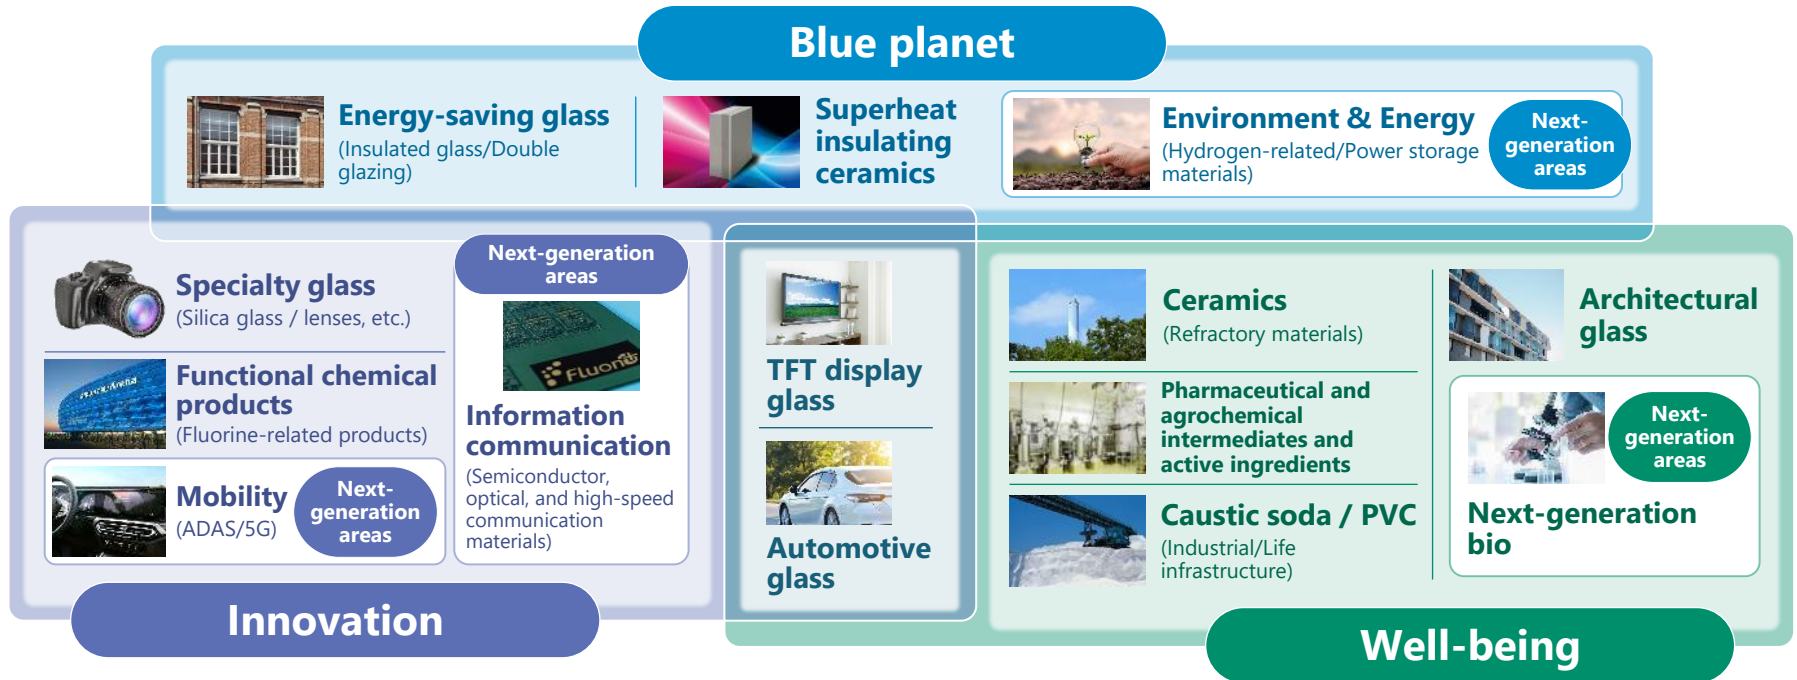 Blue planet
Energy-saving glass
(Insulated glass/Double
glazing)
Superheat
insulating
ceramics
Environment & Energy
(Hydrogen-related/Power storage
materials)
Next-
generation
areas
Specialty glass
(Silica glass / lenses, etc.)
Functional chemical
products
(Fluorine-related products)
Mobility
(ADAS/5G)
Next-
generation
areas
Next-generation
areas
Information
communication
(Semiconductor,
optical, and high-speed
communication
materials)
Innovation
TFT display
glass
Automotive
glass
Ceramics
(Refractory materials)
Pharmaceutical and
agrochemical
intermediates and
active ingredients
Caustic soda / PVC
(Industrial/Life
infrastructure)
Architectural
glass
Next-
generation
areas
Next-generation
bio
Well-being